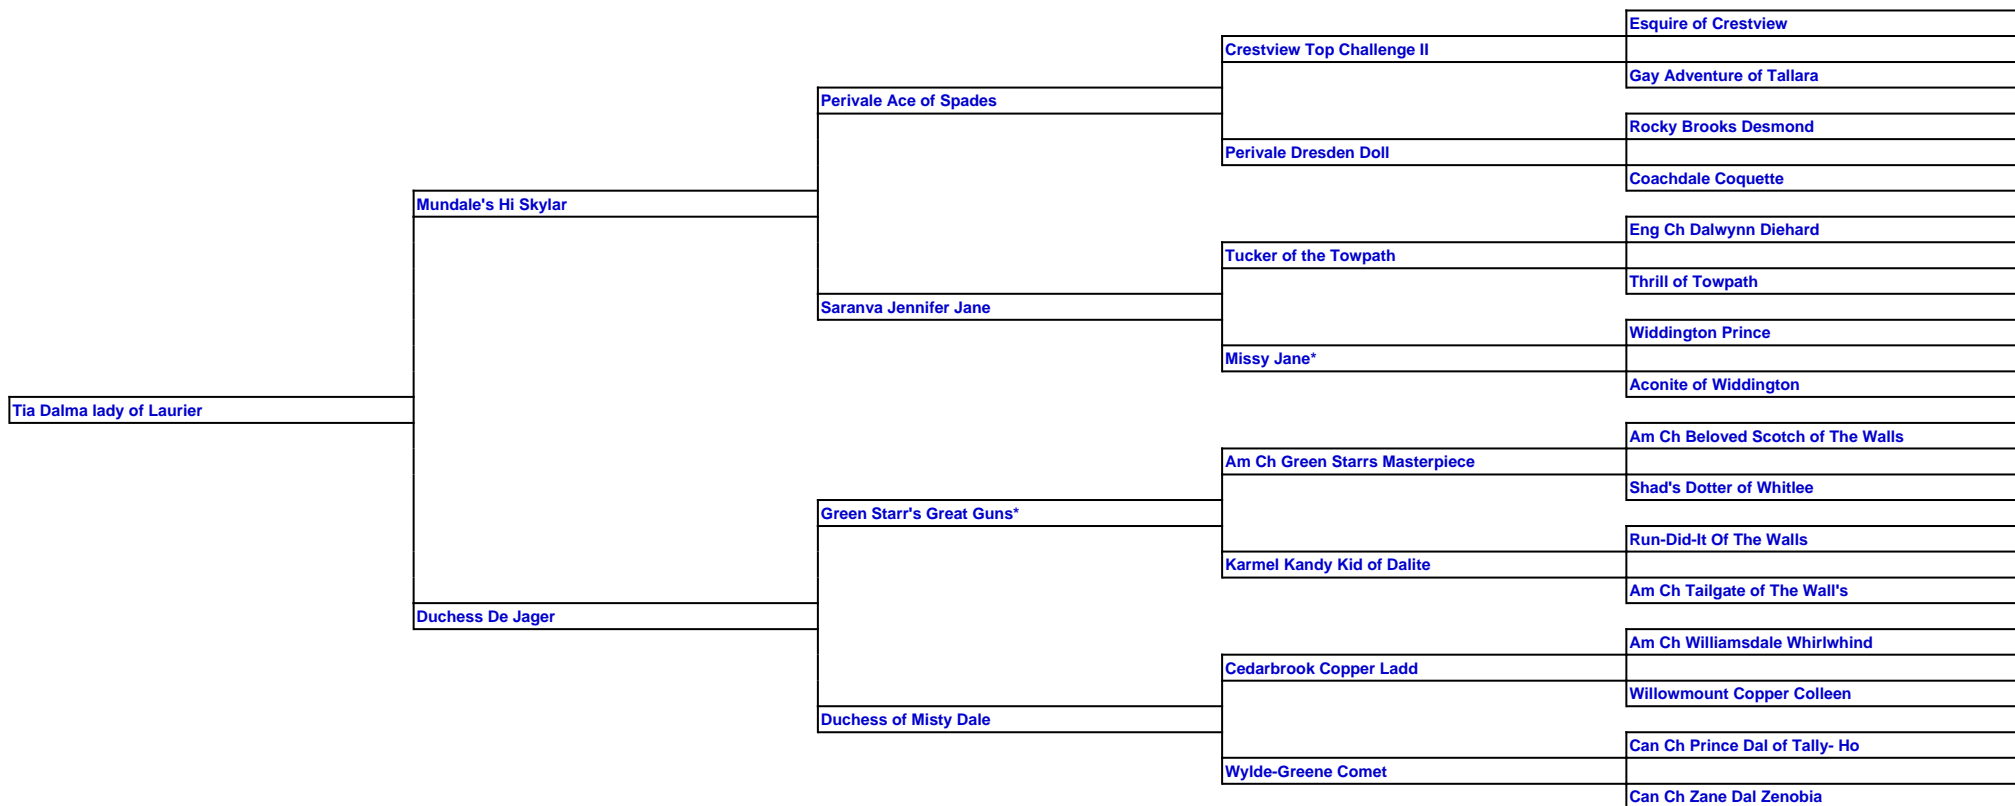 Esquire of Crestview
Crestview Top Challenge II
Gay Adventure of Tallara
Perivale Ace of Spades
Rocky Brooks Desmond
Perivale Dresden Doll
Coachdale Coquette
Mundale's Hi Skylar
Eng Ch Dalwynn Diehard
Tucker of the Towpath
Thrill of Towpath
Saranva Jennifer Jane
Widdington Prince
Missy Jane*
Aconite of Widdington
Tia Dalma lady of Laurier
Am Ch Beloved Scotch of The Walls
Am Ch Green Starrs Masterpiece
Shad's Dotter of Whitlee
Green Starr's Great Guns*
Run-Did-It Of The Walls
Karmel Kandy Kid of Dalite
Am Ch Tailgate of The Wall's
Duchess De Jager
Am Ch Williamsdale Whirlwhind
Cedarbrook Copper Ladd
Willowmount Copper Colleen
Duchess of Misty Dale
Can Ch Prince Dal of Tally- Ho
Wylde-Greene Comet
Can Ch Zane Dal Zenobia